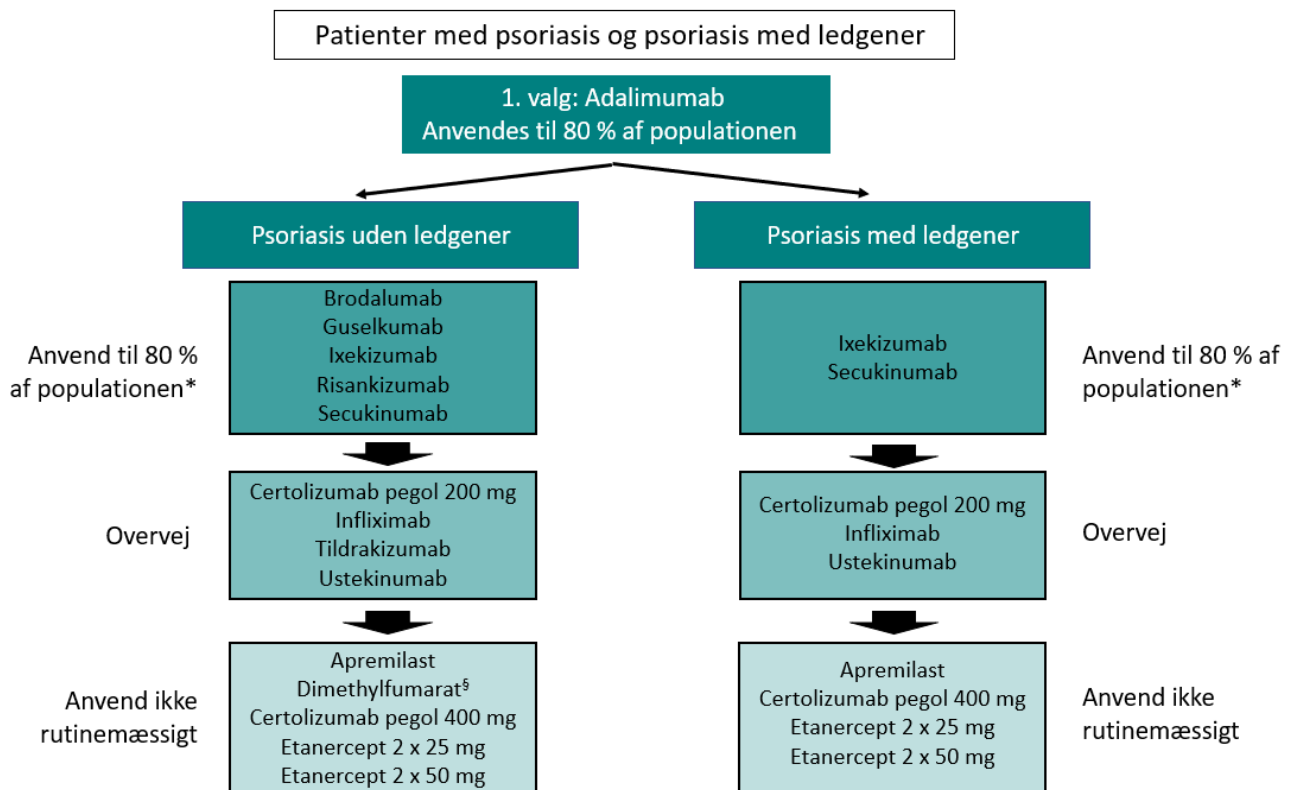 Patienter med psoriasis og psoriasis med ledgener
1. valg: Adalimumab
Anvendes til 80 % af populationen
Psoriasis uden ledgener
Anvend til 80 %
af populationen*
Brodalumab
Guselkumab
Ixekizumab
Risankizumab
Secukinumab
Overvej
Certolizumab pegol 200 mg
Infliximab
Tildrakizumab
Ustekinumab
Anvend ikke
rutinemæssigt
Apremilast
Dimethylfumarat§
Certolizumab pegol 400 mg
Etanercept 2 x 25 mg
Etanercept 2 x 50 mg
Psoriasis med ledgener
Ixekizumab
Secukinumab
Anvend til 80 % af
populationen*
Certolizumab pegol 200 mg
Infliximab
Ustekinumab
Overvej
Apremilast
Certolizumab pegol 400 mg
Etanercept 2 x 25 mg
Etanercept 2 x 50 mg
Anvend ikke
rutinemæssigt